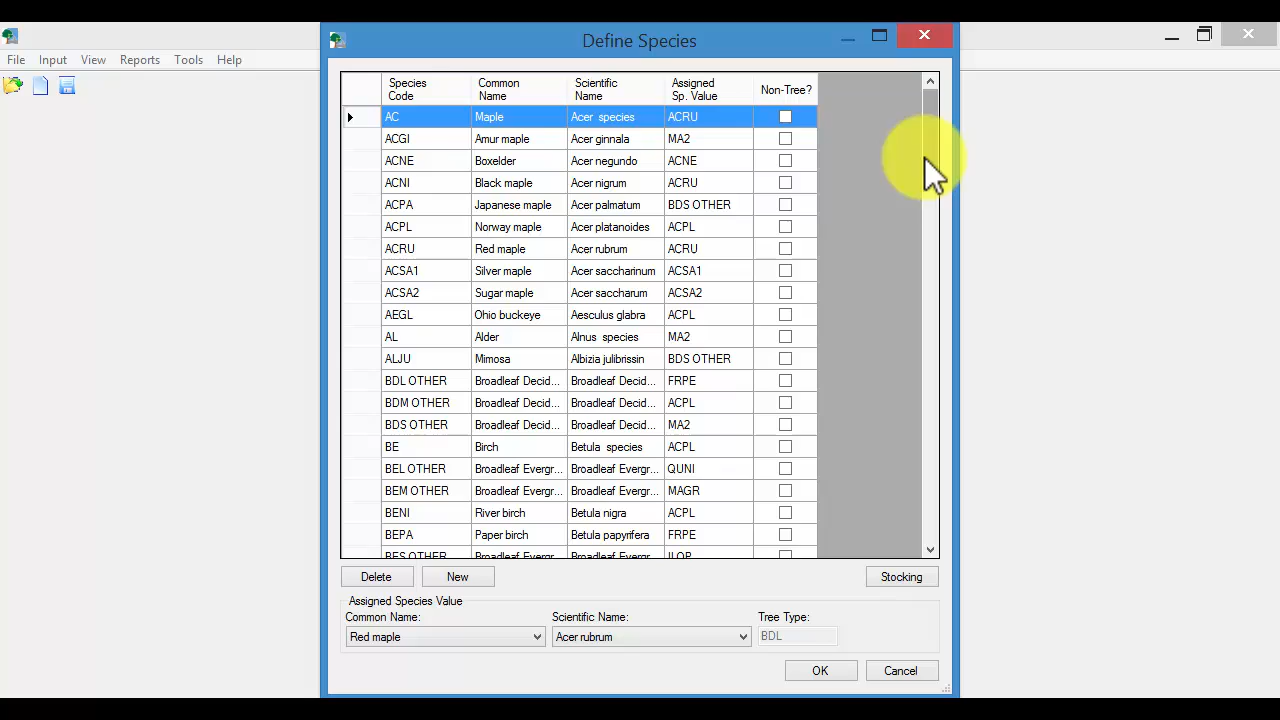 Define Species
File Input View Reports Tools Help
Species Code Common Name Scientific Name Assigned Sp. Value Non-Tree?
AC Maple Acer species ACRU
ACGI Amur maple Acer ginnala MA2
ACNE Boxelder Acer negundo ACNE
ACNI Black maple Acer nigrum ACRU
ACPA Japanese maple Acer palmatum BDS OTHER
ACPL Norway maple Acer platanoides ACPL
ACRU Red maple Acer rubrum ACRU
ACSA1 Silver maple Acer saccharinum ACSA1
ACSA2 Sugar maple Acer saccharum ACSA2
AEGL Ohio buckeye Aesculus glabra ACPL
AL Alder Alnus species MA2
ALJU Mimosa Albizia julibrissin BDS OTHER
BDL OTHER Broadleaf Decid... Broadleaf Decid... FRPE
BDM OTHER Broadleaf Decid... Broadleaf Decid... ACPL
BDS OTHER Broadleaf Decid... Broadleaf Decid... MA2
BE Birch Betula species ACPL
BEL OTHER Broadleaf Evergr... Broadleaf Evergr... QUNI
BEM OTHER Broadleaf Evergr... Broadleaf Evergr... MAGR
BENI River birch Betula nigra ACPL
BEPA Paper birch Betula papyrifera FRPE
BES OTHER Broadleaf Evergr... Broadleaf Evergr... ILOP
Delete New Stocking
Assigned Species Value
Common Name: Scientific Name: Tree Type:
Red maple Acer rubrum BDL
OK Cancel